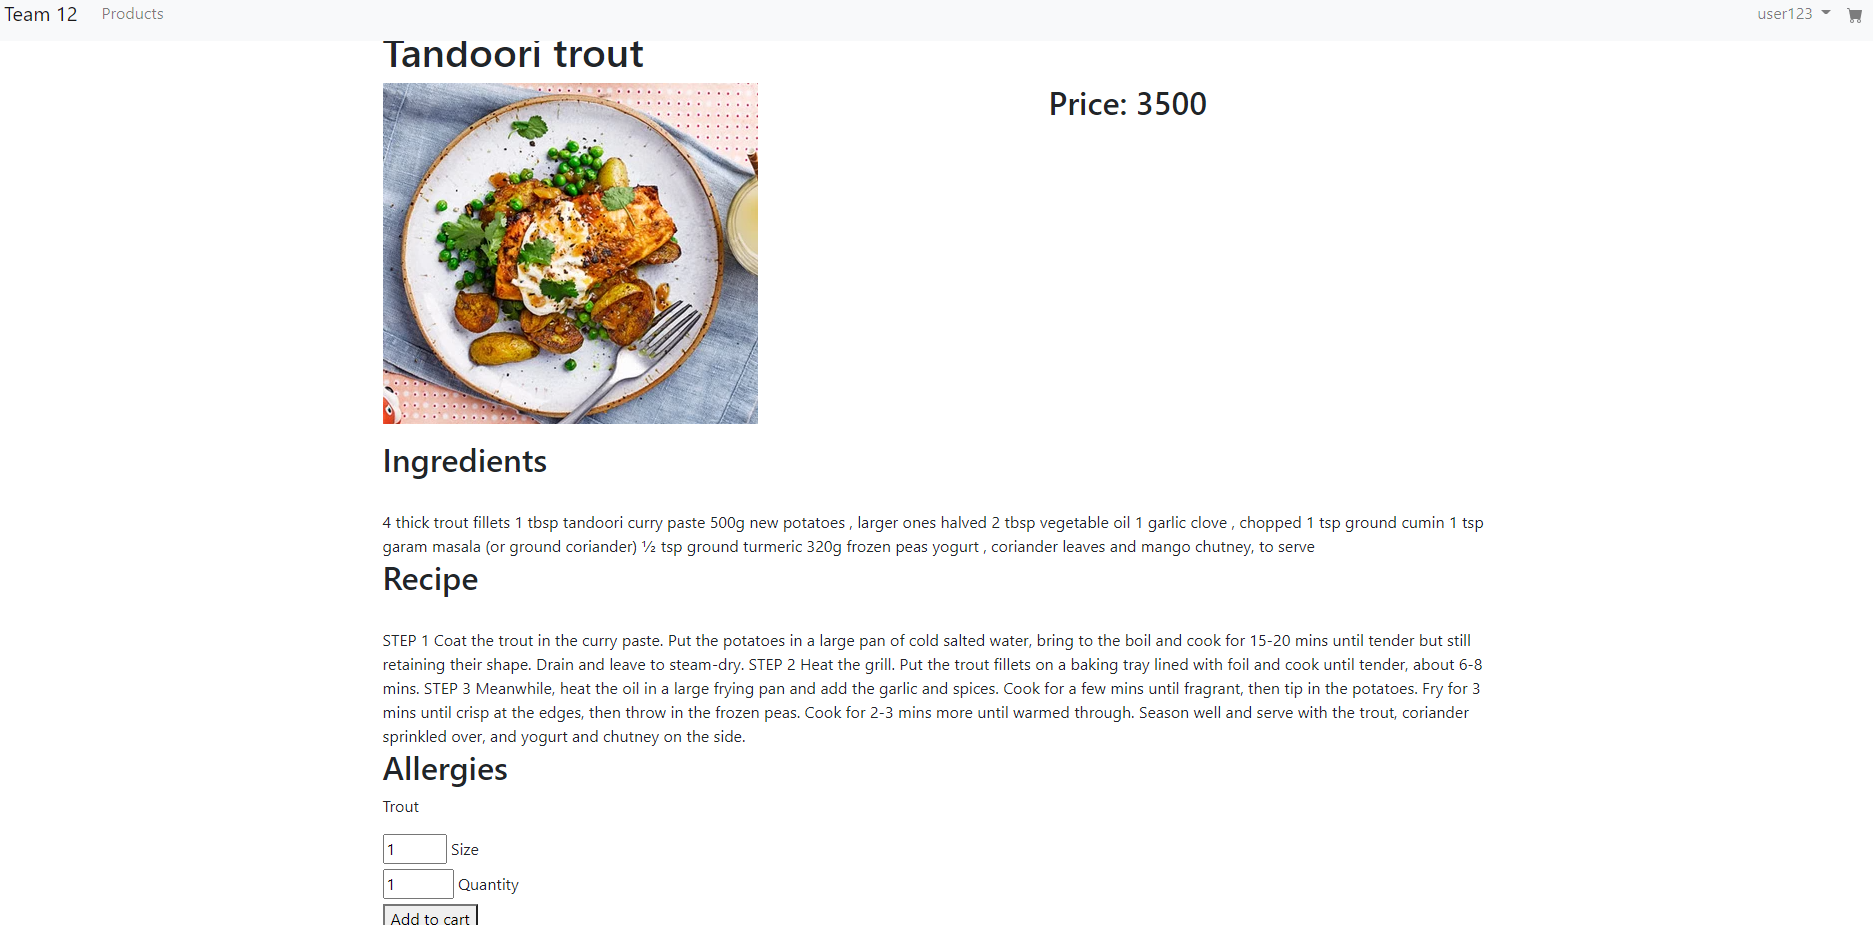 Team 12 Products user123
Tandoori trout
Price: 3500
Ingredients
4 thick trout fillets 1 tbsp tandoori curry paste 500g new potatoes , larger ones halved 2 tbsp vegetable oil 1 garlic clove , chopped 1 tsp ground cumin 1 tsp
garam masala (or ground coriander) ½ tsp ground turmeric 320g frozen peas yogurt , coriander leaves and mango chutney, to serve
Recipe
STEP 1 Coat the trout in the curry paste. Put the potatoes in a large pan of cold salted water, bring to the boil and cook for 15-20 mins until tender but still
retaining their shape. Drain and leave to steam-dry. STEP 2 Heat the grill. Put the trout fillets on a baking tray lined with foil and cook until tender, about 6-8
mins. STEP 3 Meanwhile, heat the oil in a large frying pan and add the garlic and spices. Cook for a few mins until fragrant, then tip in the potatoes. Fry for 3
mins until crisp at the edges, then throw in the frozen peas. Cook for 2-3 mins more until warmed through. Season well and serve with the trout, coriander
sprinkled over, and yogurt and chutney on the side.
Allergies
Trout
1 Size
1 Quantity
Add to cart